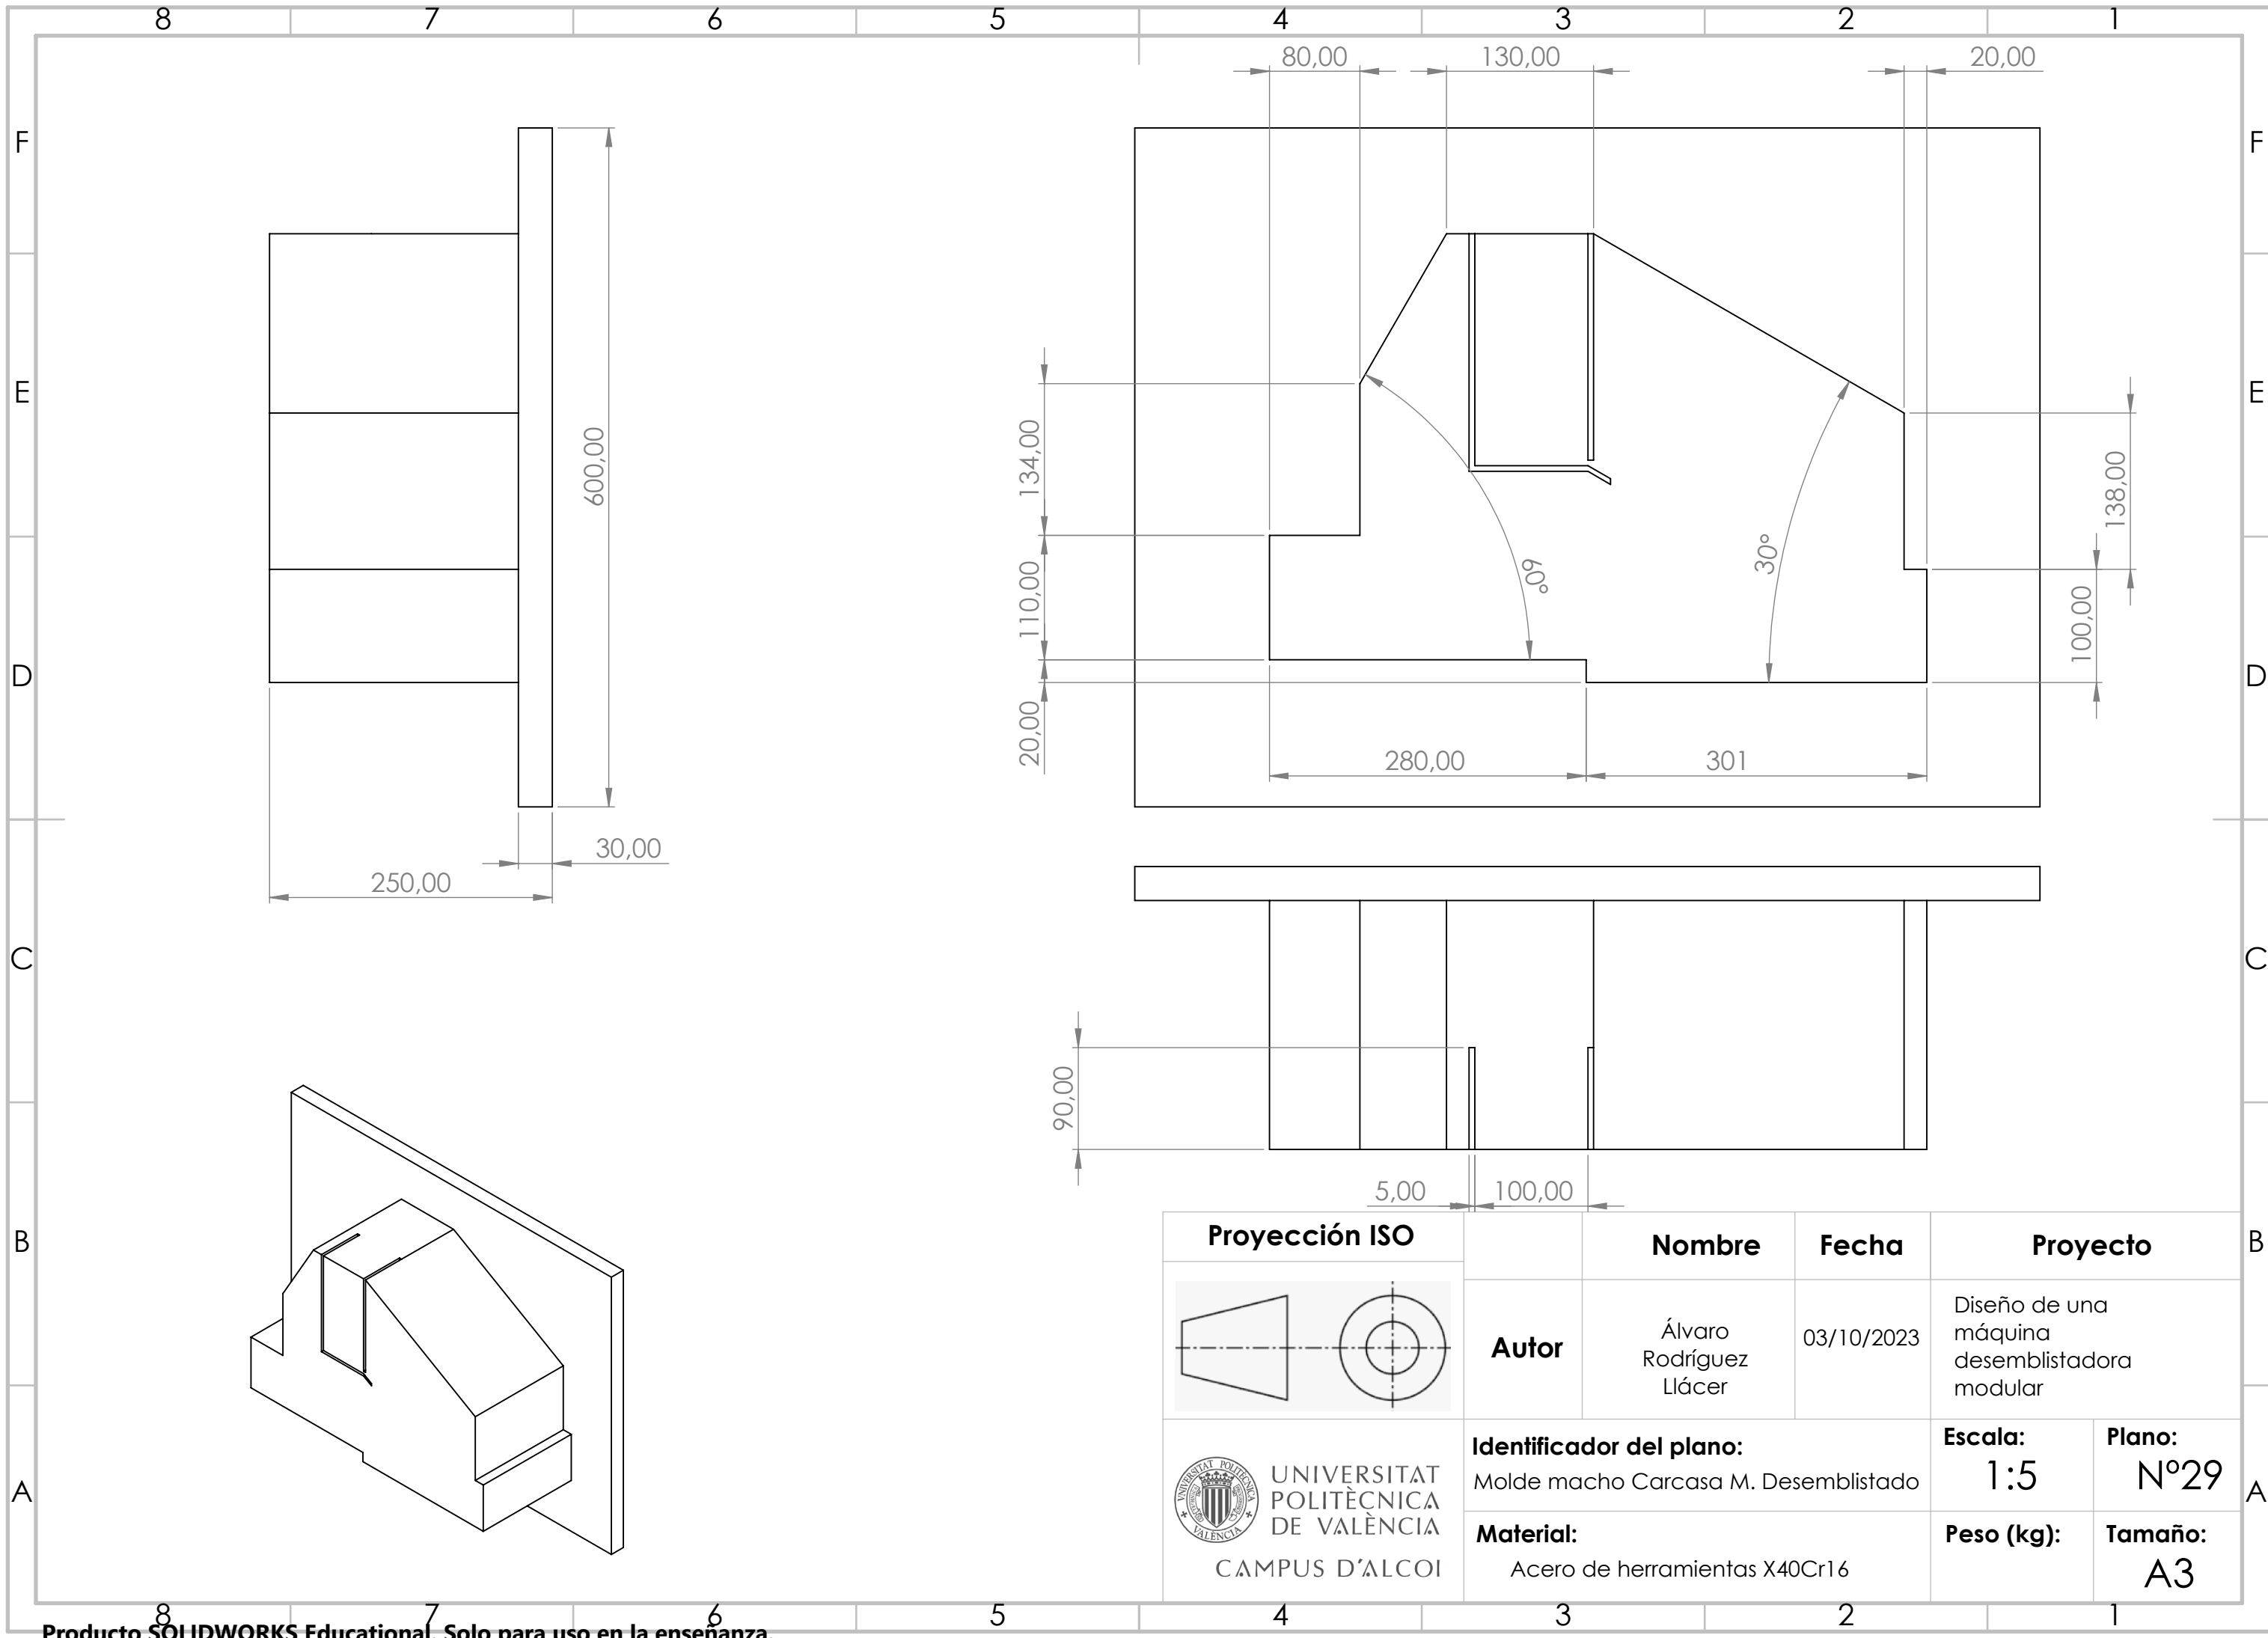 8 7 6 5 4 3 2 1
80,00 130,00 20,00
F F
E E
600,00
134,00
138,00
60°
30°
110,00
100,00
D D
20,00
280,00 301
30,00
250,00
C C
90,00
5,00 100,00
B B
Proyección ISO
Nombre Fecha Proyecto
Autor
Álvaro
Rodríguez
Llácer
03/10/2023
Diseño de una
máquina
desemblistadora
modular
Identificador del plano:
Molde macho Carcasa M. Desemblistado
Escala:
1:5
Plano:
Nº29
A A
UNIVERSITAT POLITÈCNICA
VALÈNCIA
UNIVERSITAT
POLITÈCNICA
DE VALÈNCIA
CAMPUS D'ALCOI
Material:
Acero de herramientas X40Cr16
Peso (kg):
Tamaño:
A3
8 7 6 5 4 3 2 1
Producto SOLIDWORKS Educational. Solo para uso en la enseñanza.